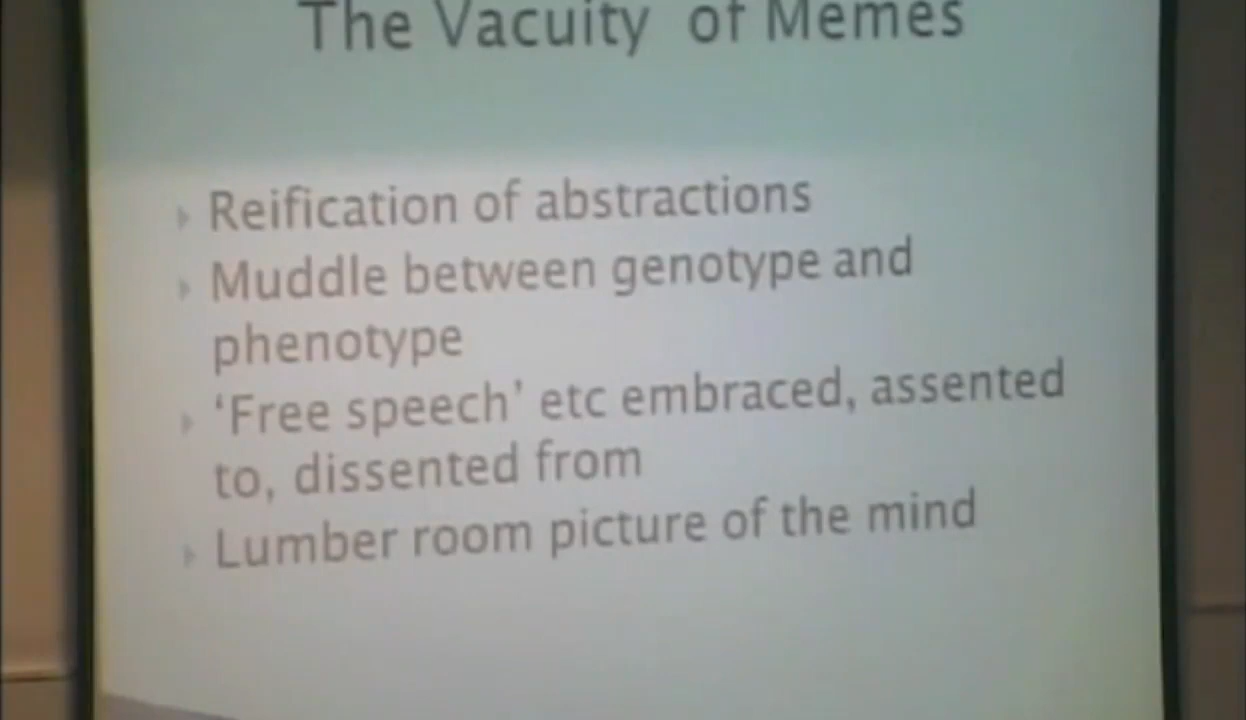 The Vacuity of Memes
Reification of abstractions
Muddle between genotype and
phenotype
‘Free speech’ etc embraced, assented
to, dissented from
Lumber room picture of the mind